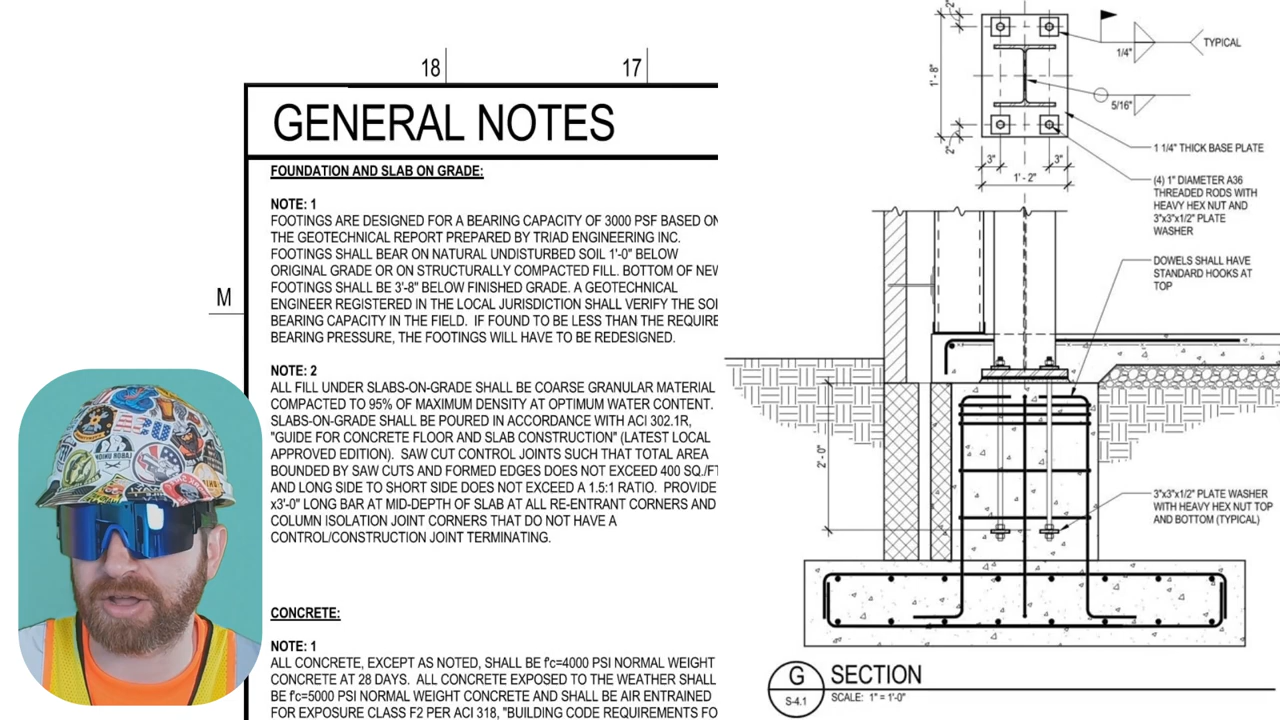 18
17
GENERAL NOTES
FOUNDATION AND SLAB ON GRADE:
NOTE: 1
FOOTINGS ARE DESIGNED FOR A BEARING CAPACITY OF 3000 PSF BASED ON
THE GEOTECHNICAL REPORT PREPARED BY TRIAD ENGINEERING INC.
FOOTINGS SHALL BEAR ON NATURAL UNDISTURBED SOIL 1'-0" BELOW
ORIGINAL GRADE OR ON STRUCTURALLY COMPACTED FILL. BOTTOM OF NEW
FOOTINGS SHALL BE 3'-8" BELOW FINISHED GRADE. A GEOTECHNICAL
M
ENGINEER REGISTERED IN THE LOCAL JURISDICTION SHALL VERIFY THE SOI
BEARING CAPACITY IN THE FIELD. IF FOUND TO BE LESS THAN THE REQUIRE
BEARING PRESSURE, THE FOOTINGS WILL HAVE TO BE REDESIGNED.
NOTE: 2
ALL FILL UNDER SLABS-ON-GRADE SHALL BE COARSE GRANULAR MATERIAL
COMPACTED TO 95% OF MAXIMUM DENSITY AT OPTIMUM WATER CONTENT.
SLABS-ON-GRADE SHALL BE POURED IN ACCORDANCE WITH ACI 302.1R,
"GUIDE FOR CONCRETE FLOOR AND SLAB CONSTRUCTION" (LATEST LOCAL
APPROVED EDITION). SAW CUT CONTROL JOINTS SUCH THAT TOTAL AREA
BOUNDED BY SAW CUTS AND FORMED EDGES DOES NOT EXCEED 400 SQ./FT
AND LONG SIDE TO SHORT SIDE DOES NOT EXCEED A 1.5:1 RATIO. PROVIDE
x3'-0" LONG BAR AT MID-DEPTH OF SLAB AT ALL RE-ENTRANT CORNERS AND
COLUMN ISOLATION JOINT CORNERS THAT DO NOT HAVE A
CONTROL/CONSTRUCTION JOINT TERMINATING.
CONCRETE:
NOTE: 1
ALL CONCRETE, EXCEPT AS NOTED, SHALL BE f'c=4000 PSI NORMAL WEIGHT
CONCRETE AT 28 DAYS. ALL CONCRETE EXPOSED TO THE WEATHER SHALL
BE f'c=5000 PSI NORMAL WEIGHT CONCRETE AND SHALL BE AIR ENTRAINED
FOR EXPOSURE CLASS F2 PER ACI 318, "BUILDING CODE REQUIREMENTS FO
2"
1/4"
TYPICAL
1' - 8"
5/16"
2"
3"
3"
1' - 2"
1 1/4" THICK BASE PLATE
(4) 1" DIAMETER A36
THREADED RODS WITH
HEAVY HEX NUT AND
3"x3"x1/2" PLATE
WASHER
DOWELS SHALL HAVE
STANDARD HOOKS AT
TOP
2' - 0"
3"x3"x1/2" PLATE WASHER
WITH HEAVY HEX NUT TOP
AND BOTTOM (TYPICAL)
G
S-4.1
SECTION
SCALE: 1" = 1'-0"